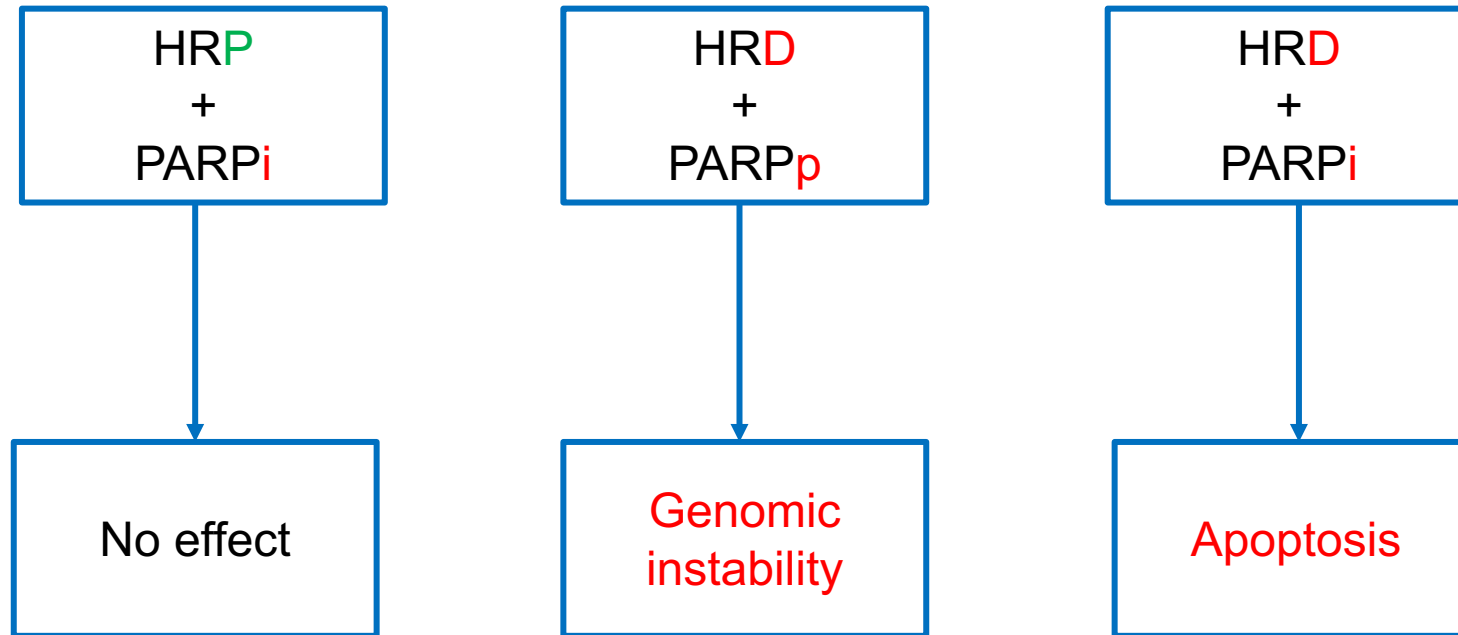 HRP
+
PARPi
HRD
+
PARPp
HRD
+
PARPi
No effect
Genomic
instability
Apoptosis